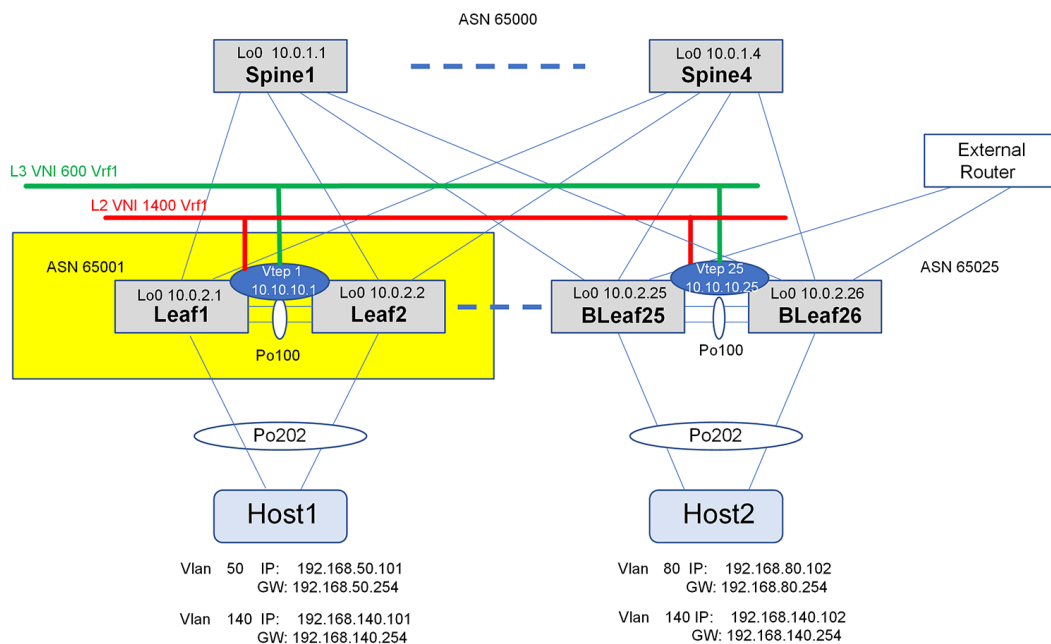 ASN 65000
Lo0 10.0.1.1
Spine1
Lo0 10.0.1.4
Spine4
External
Router
L3 VNI 600 Vrf1
L2 VNI 1400 Vrf1
ASN 65001
Vtep 1
10.10.10.1
Lo0 10.0.2.1
Leaf1
Lo0 10.0.2.2
Leaf2
Po100
Vtep 25
10.10.10.25
ASN 65025
Lo0 10.0.2.25
BLeaf25
Lo0 10.0.2.26
BLeaf26
Po100
Po202
Po202
Host1
Host2
Vlan 50 IP: 192.168.50.101
GW: 192.168.50.254
Vlan 140 IP: 192.168.140.101
GW: 192.168.140.254
Vlan 80 IP: 192.168.80.102
GW: 192.168.80.254
Vlan 140 IP: 192.168.140.102
GW: 192.168.140.254